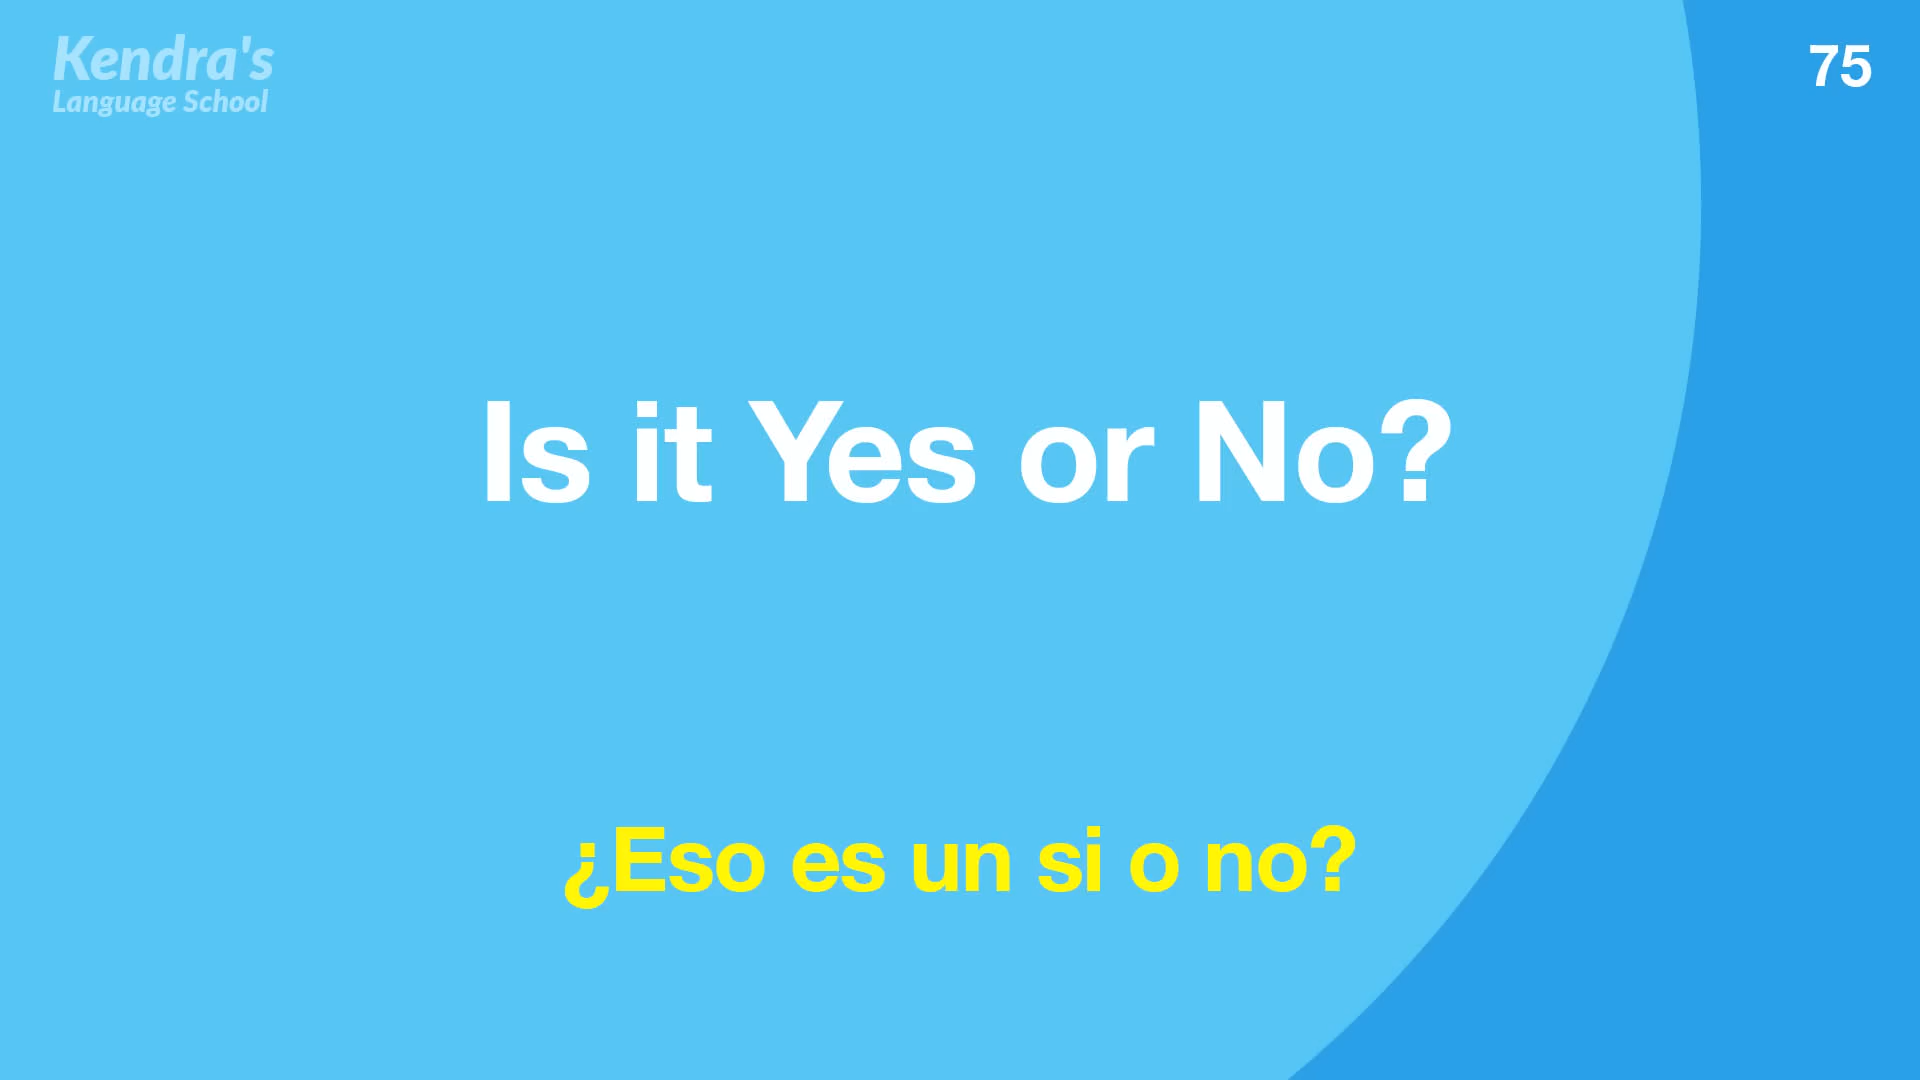 Kendra's
Language School
75
Is it Yes or No?
¿Eso es un si o no?